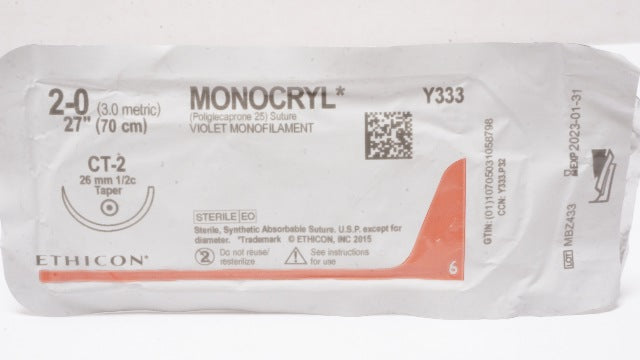 2-0 (3.0 metric)
27" (70 cm)
CT-2
26 mm 1/2c
Taper
MONOCRYL*
(Poliglecaprone 25) Suture
VIOLET MONOFILAMENT
Y333
STERILE EO
Sterile, Synthetic Absorbable Suture, U.S.P. except for
diameter. *Trademark © ETHICON, INC 2015
2 Do not reuse/
resterilize
See instructions
for use
ETHICON*
6
GTIN: (01)10705031058798
CCN: Y333.P32
EXP 2023-01-31
LOT MBZ433